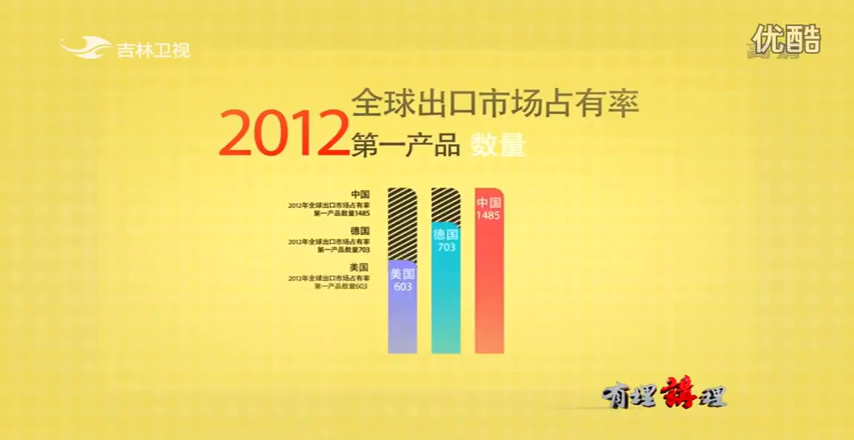 吉林卫视
优酷
2012
全球出口市场占有率
第一产品 数量
中国
2012年全球出口市场占有率
第一产品数量1485
德国
2012年全球出口市场占有率
第一产品数量703
美国
2012年全球出口市场占有率
第一产品数量603
美国
603
德国
703
中国
1485
有理講理